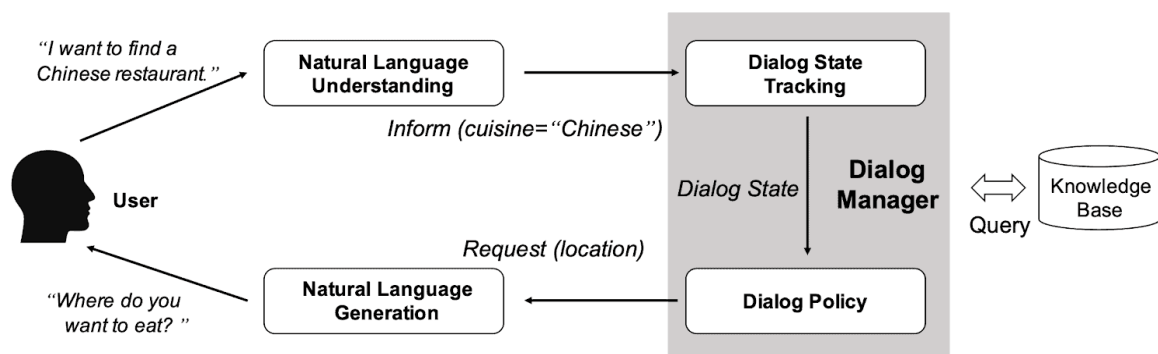 “I want to find a
Chinese restaurant.”
Natural Language
Understanding
Dialog State
Tracking
Inform (cuisine=“Chinese”)
User
Dialog State
Dialog
Manager
Knowledge
Base
Query
Request (location)
“Where do you
want to eat? ”
Natural Language
Generation
Dialog Policy